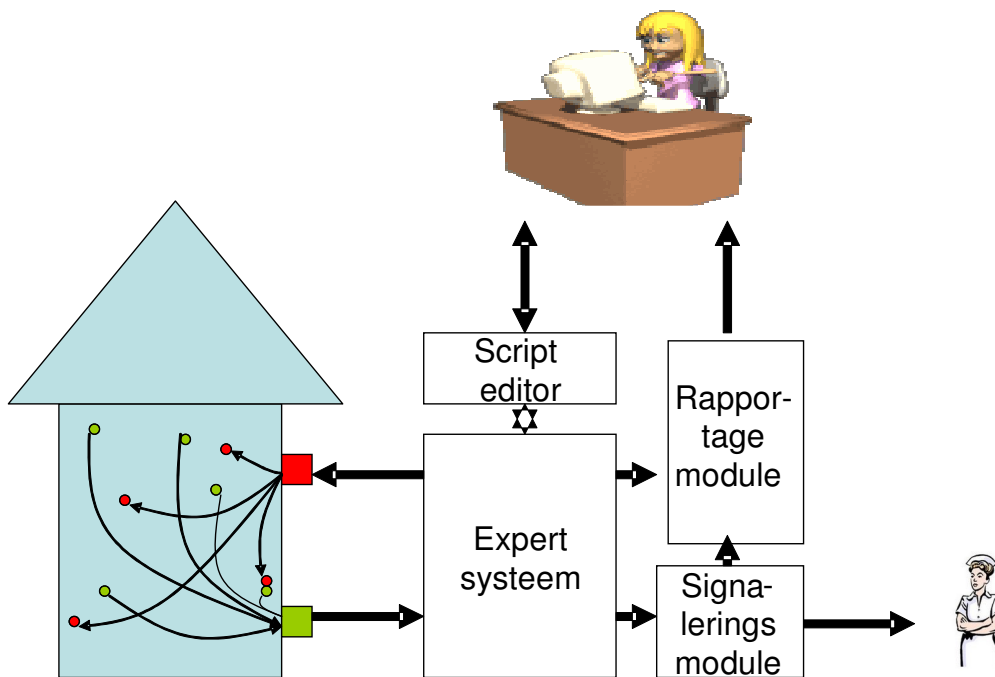 Script
editor
Rappor-
tage
module
Expert
systeem
Signa-
lerings
module